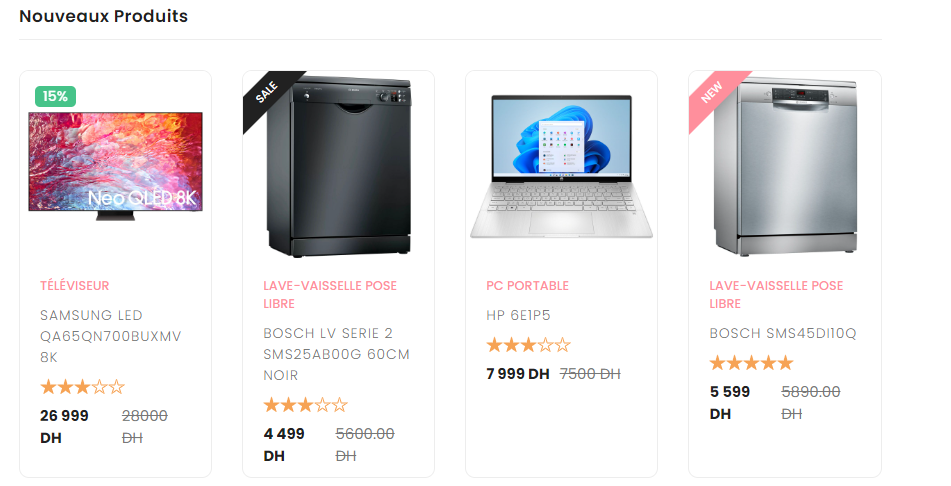 Nouveaux Produits
15%
Neo QLED 8K
TÉLÉVISEUR
SAMSUNG LED
QA65QN700BUXMV
8K
26 999
DH
28000
DH
SALE
LAVE-VAISSELLE POSE
LIBRE
BOSCH LV SERIE 2
SMS25AB00G 60CM
NOIR
4 499
DH
5600.00
DH
PC PORTABLE
HP 6E1P5
7 999 DH 7500 DH
NEW
LAVE-VAISSELLE POSE
LIBRE
BOSCH SMS45DI10Q
5 599
DH
5890.00
DH